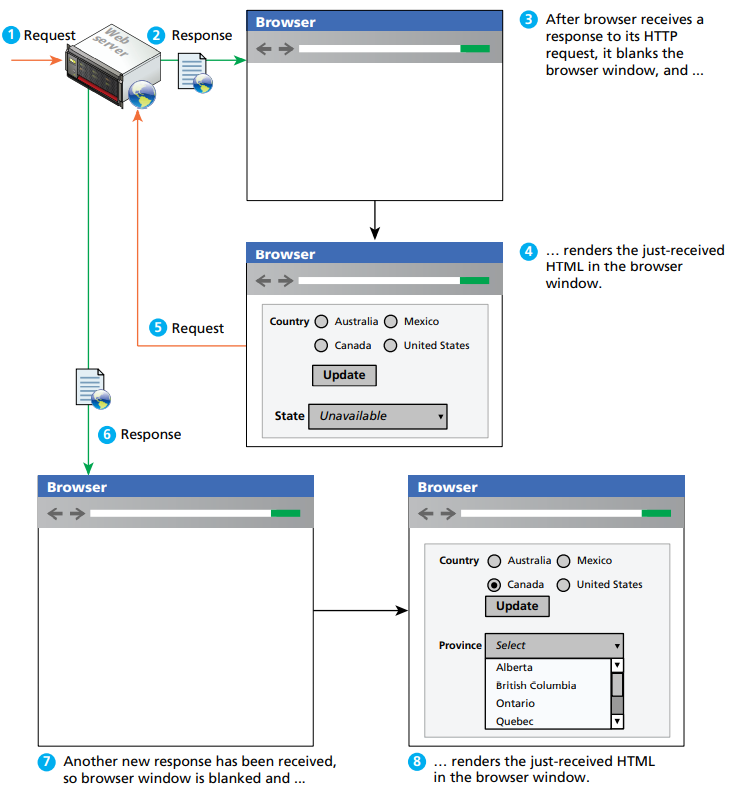 1 Request
Web server
2 Response
Browser
3 After browser receives a
response to its HTTP
request, it blanks the
browser window, and ...
Browser
4 ... renders the just-received
HTML in the browser
window.
Country Australia Mexico
Canada United States
Update
State Unavailable
5 Request
6 Response
Browser
Browser
Country Australia Mexico
Canada United States
Update
Province Select
Alberta
British Columbia
Ontario
Quebec
7 Another new response has been received,
so browser window is blanked and ...
8 ... renders the just-received HTML
in the browser window.